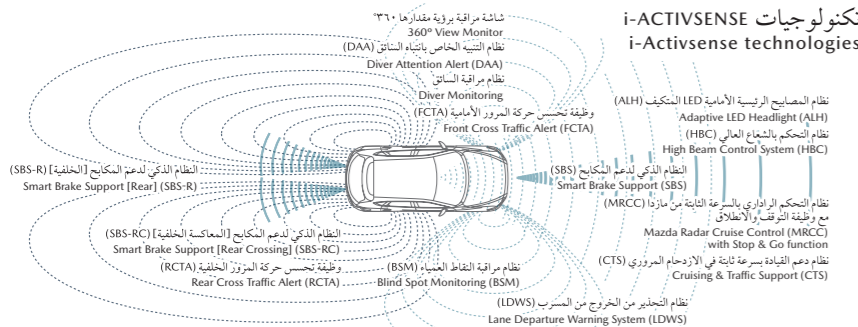 تكنولوجيات i-ACTIVSENSE
i-Activsense technologies
شاشة مراقبة برؤية مقدارها ٣٦٠°
360º View Monitor
نظام التنبيه الخاص بانتباه السائق (DAA)
Diver Attention Alert (DAA)
نظام مراقبة السائق
Diver Monitoring
وظيفة تحسس حركة المرور الأمامية (FCTA)
Front Cross Traffic Alert (FCTA)
نظام المصابيح الرئيسية الأمامية LED المتكيف (ALH)
Adaptive LED Headlight (ALH)
نظام التحكم بالشعاع العالي (HBC)
High Beam Control System (HBC)
النظام الذكي لدعم المكابح (SBS)
Smart Brake Support (SBS)
النظام الذكي لدعم المكابح [الخلفية] (SBS-R)
Smart Brake Support [Rear] (SBS-R)
نظام التحكم الراداري بالسرعة الثابتة من مازدا (MRCC)
مع وظيفة التوقف والانطلاق
Mazda Radar Cruise Control (MRCC)
with Stop & Go function
النظام الذكي لدعم المكابح [المعاكسة الخلفية] (SBS-RC)
Smart Brake Support [Rear Crossing] (SBS-RC)
نظام دعم القيادة بسرعة ثابتة في الازدحام المروري (CTS)
Cruising & Traffic Support (CTS)
نظام مراقبة النقاط العمياء (BSM)
Blind Spot Monitoring (BSM)
وظيفة تحسس حركة المرور الخلفية (RCTA)
Rear Cross Traffic Alert (RCTA)
نظام التحذير من الخروج من المسرب (LDWS)
Lane Departure Warning System (LDWS)